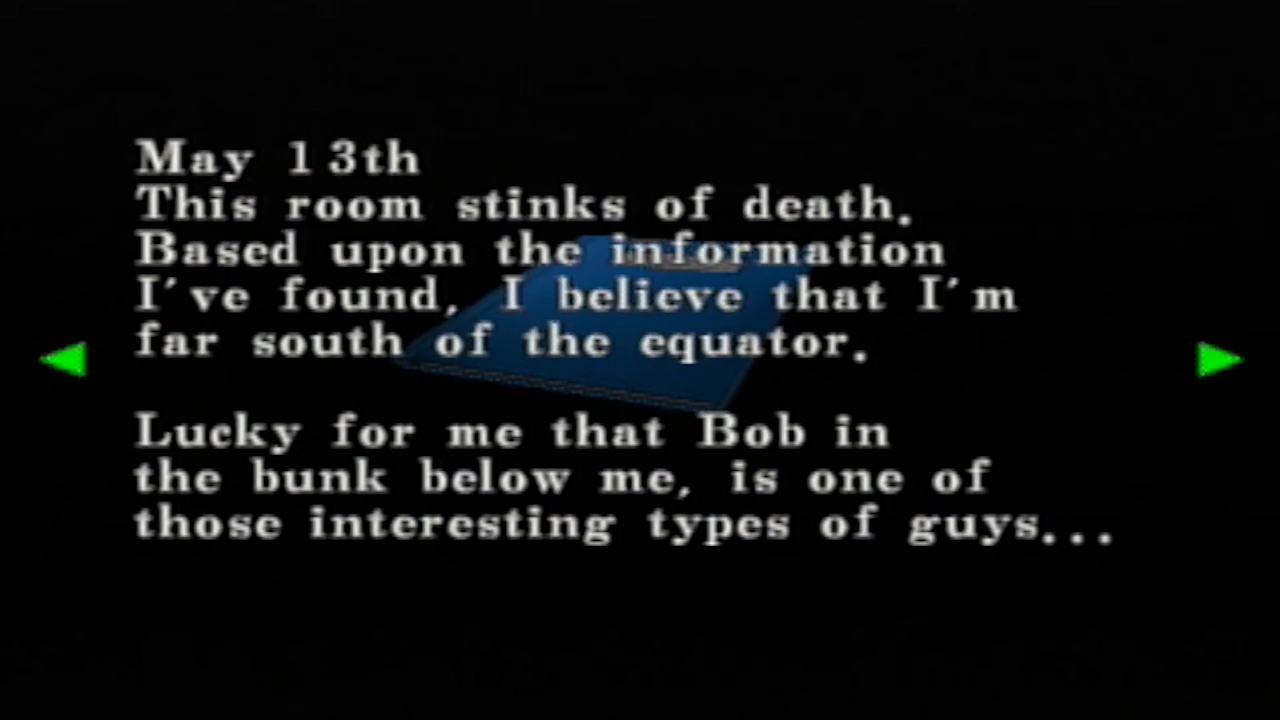 May 13th
This room stinks of death.
Based upon the information
I've found, I believe that I'm
far south of the equator.
Lucky for me that Bob in
the bunk below me, is one of
those interesting types of guys...